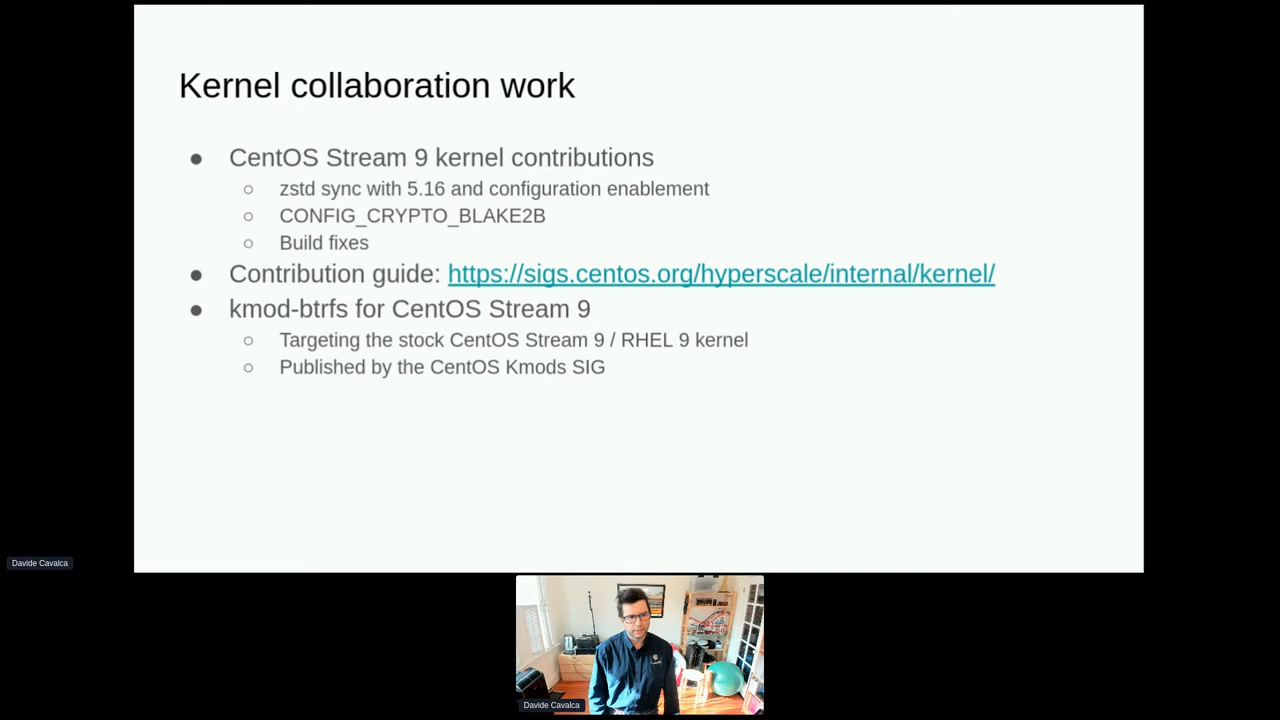 Kernel collaboration work
● CentOS Stream 9 kernel contributions
○ zstd sync with 5.16 and configuration enablement
○ CONFIG_CRYPTO_BLAKE2B
○ Build fixes
● Contribution guide: https://sigs.centos.org/hyperscale/internal/kernel/
● kmod-btrfs for CentOS Stream 9
○ Targeting the stock CentOS Stream 9 / RHEL 9 kernel
○ Published by the CentOS Kmods SIG
Davide Cavalca
Davide Cavalca